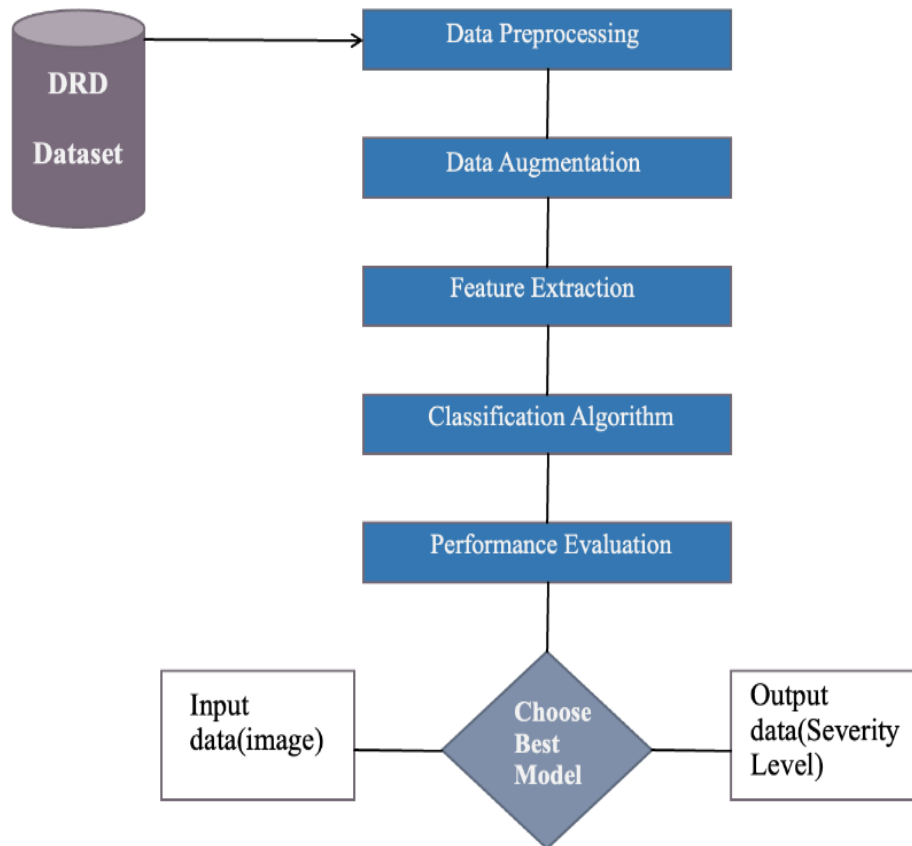 DRD
Dataset
Data Preprocessing
Data Augmentation
Feature Extraction
Classification Algorithm
Performance Evaluation
Input
data(image)
Choose
Best
Model
Output
data(Severity
Level)